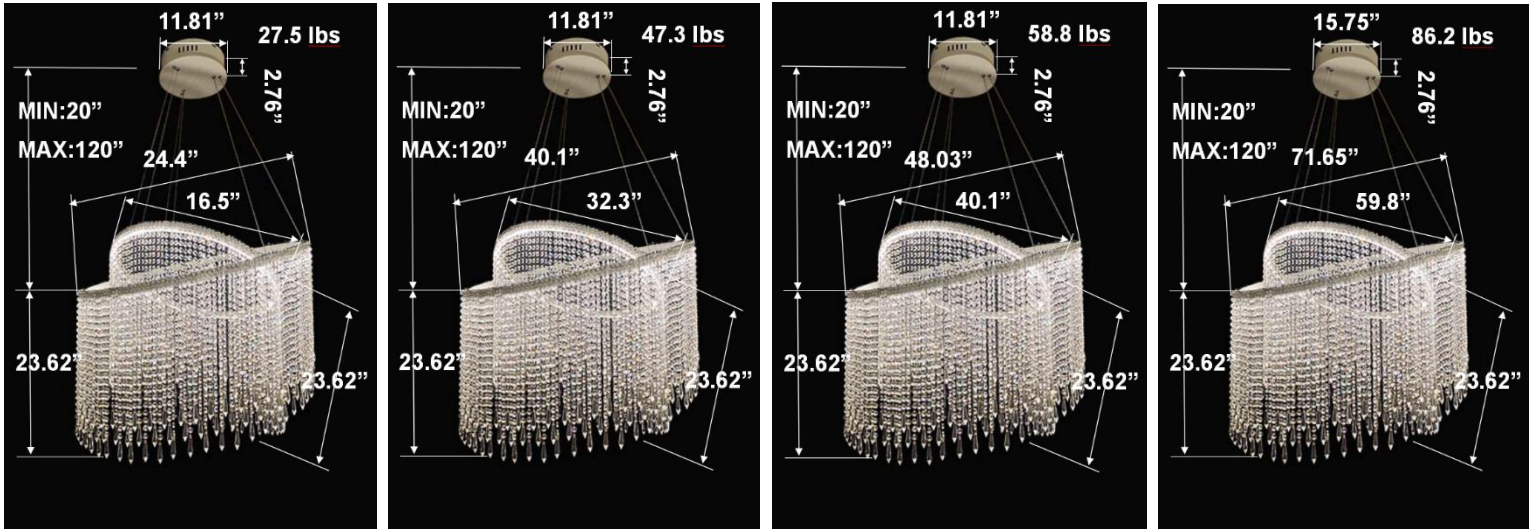 11.81”
27.5 lbs
2.76”
MIN:20”
MAX:120”
24.4”
16.5”
23.62”
23.62”
11.81”
47.3 lbs
2.76”
MIN:20”
MAX:120”
40.1”
32.3”
23.62”
23.62”
11.81”
58.8 lbs
2.76”
MIN:20”
MAX:120”
48.03”
40.1”
23.62”
23.62”
15.75”
86.2 lbs
2.76”
MIN:20”
MAX:120”
71.65”
59.8”
23.62”
23.62”